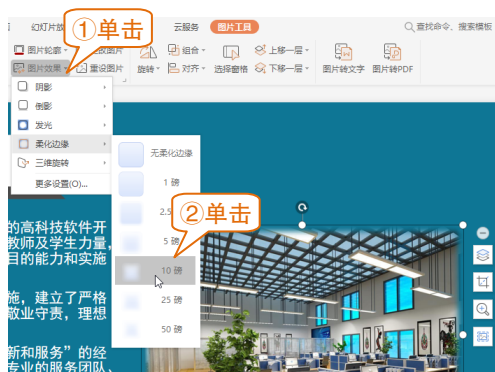 ①单击
幻灯片放
云服务
图片工具
查找命令、搜索模板
图片轮廓
改图片
组合
上移一层
图片效果
重设图片
旋转
对齐
选择窗格
下移一层
图片转文字
图片转PDF
阴影
倒影
发光
柔化边缘
三维旋转
更多设置(O)...
无柔化边缘
1 磅
2.5
②单击
5 磅
10 磅
25 磅
50 磅
的高科技软件开
教师及学生力量,
目的能力和实施
施,建立了严格
敬业守责,理想
新和服务”的经
专业的服务团队、